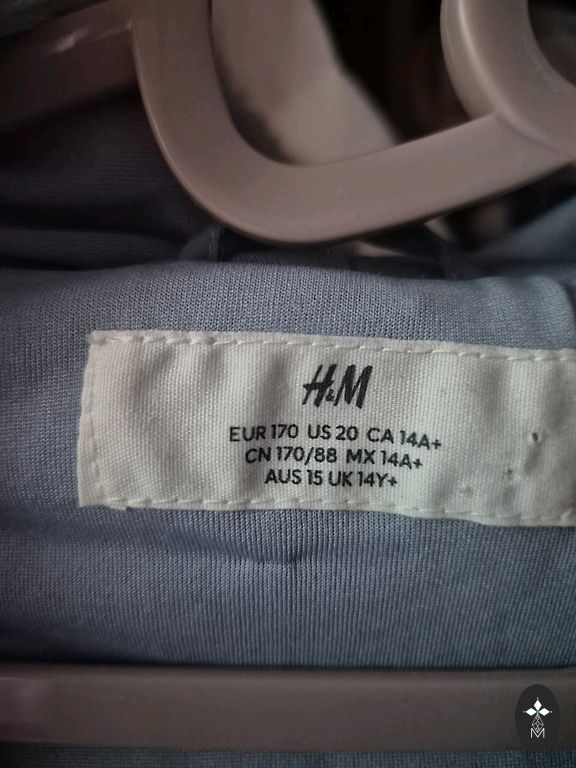 H&M
EUR 170 US 20 CA 14A+
CN 170/88 MX 14A+
AUS 15 UK 14Y+
M